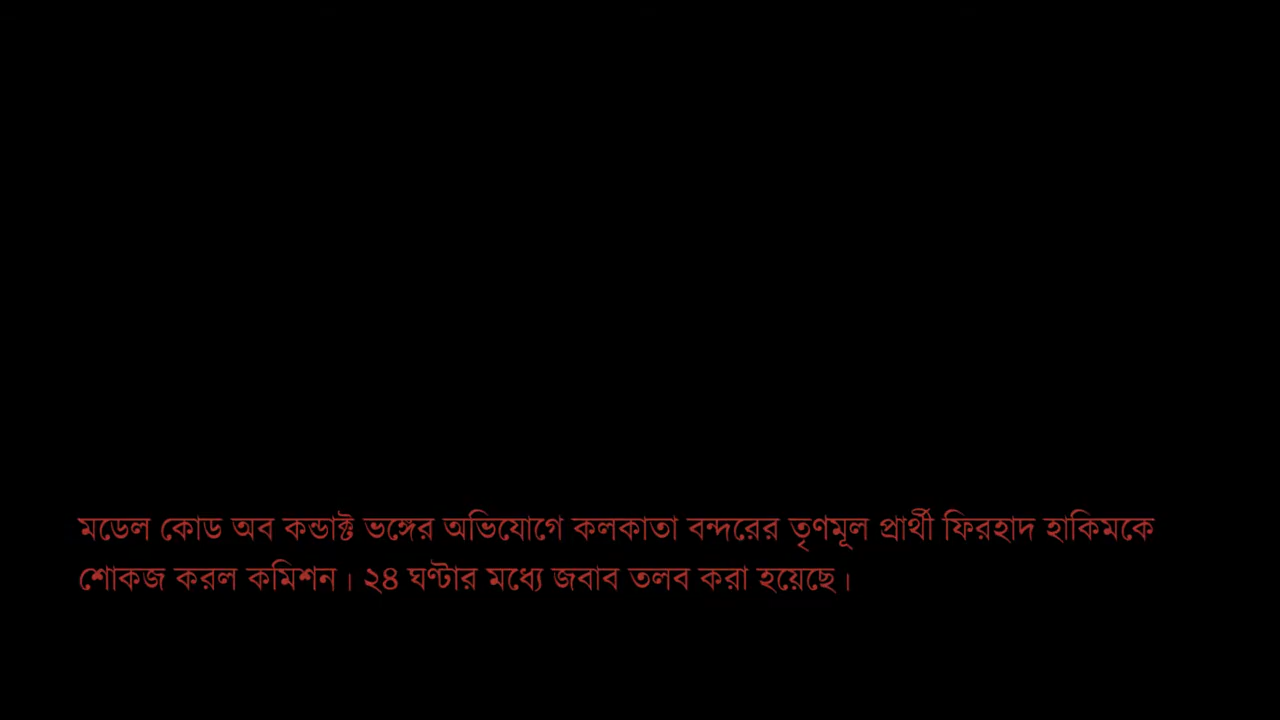 মডেল কোড অব কন্ডাক্ট ভঙ্গের অভিযোগে কলকাতা বন্দরের তৃণমূল প্রার্থী ফিরহাদ হাকিমকে
শোকজ করল কমিশন। ২৪ ঘণ্টার মধ্যে জবাব তলব করা হয়েছে।